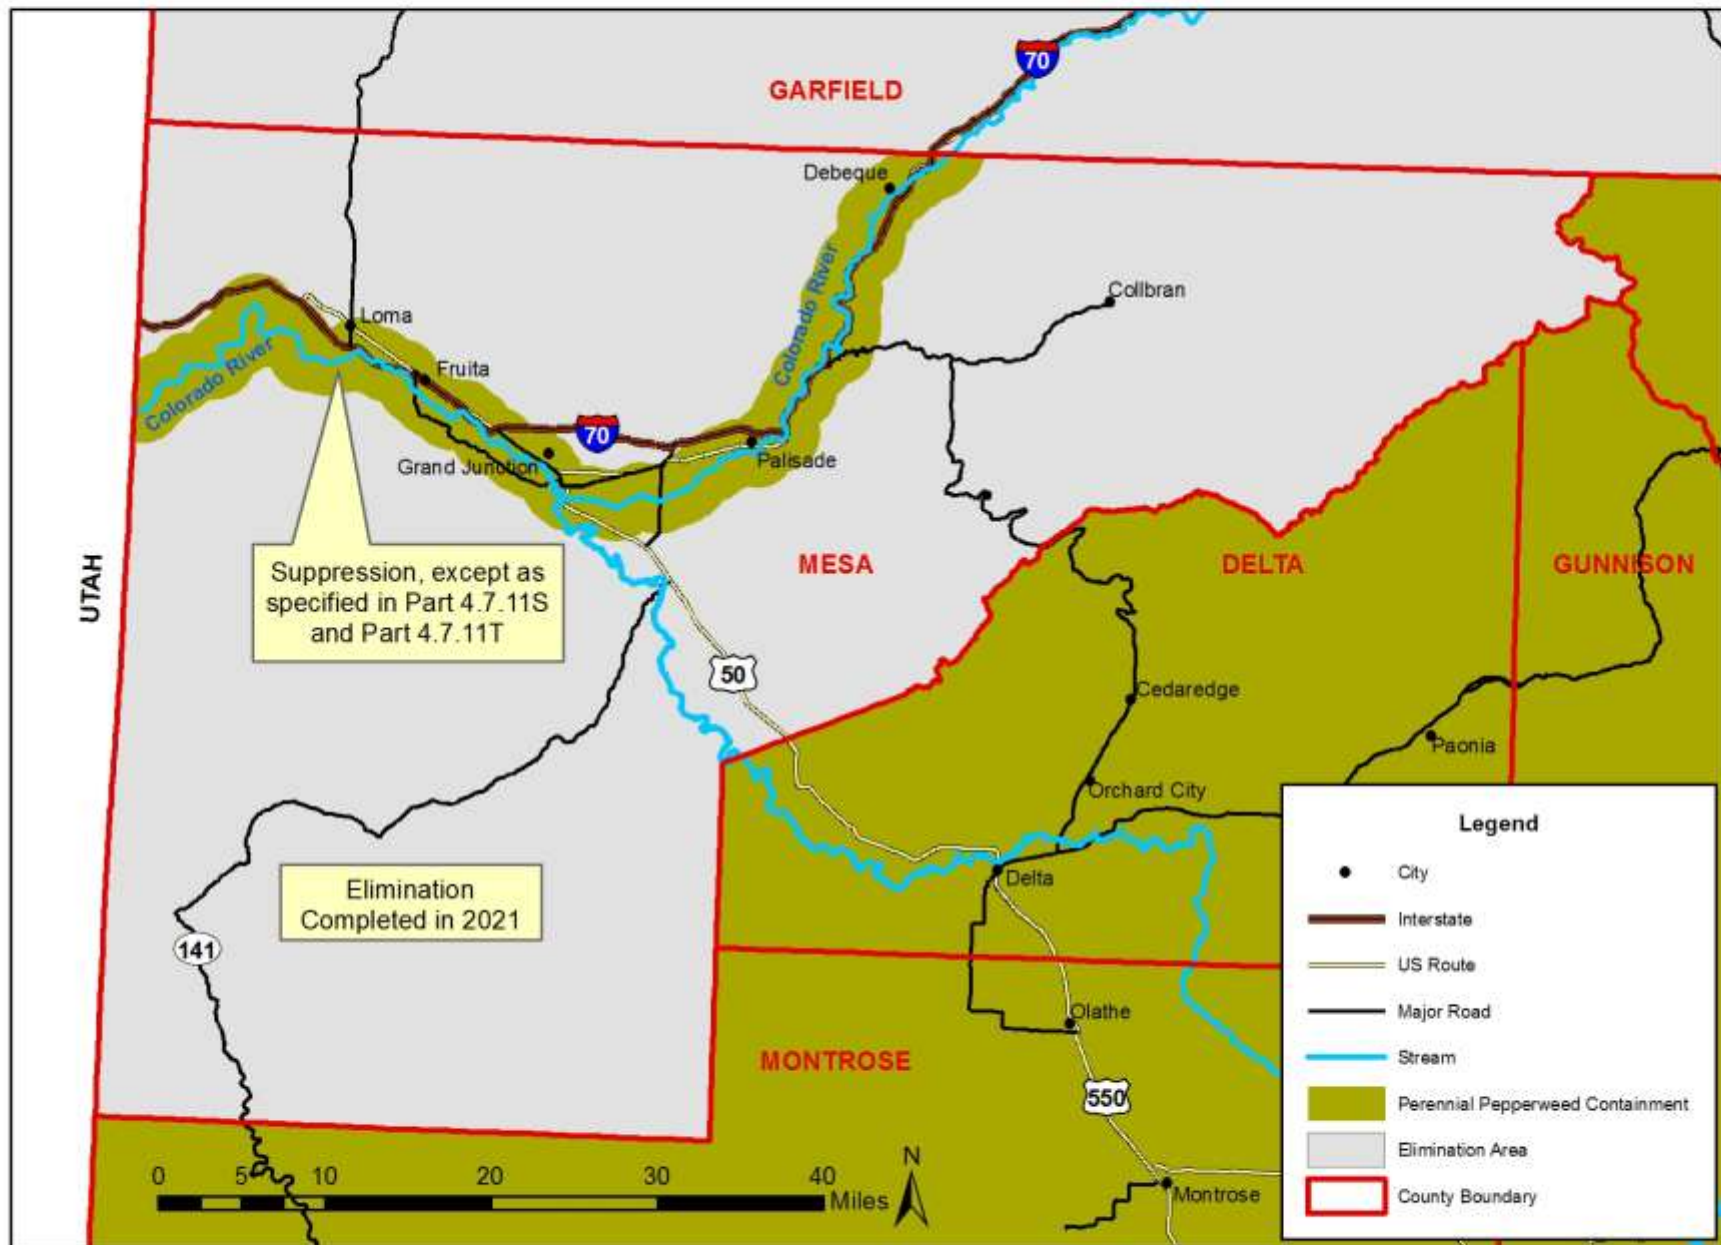 70
GARFIELD
Debeque
Colorado River
Collbran
Loma
Colorado River
Fruita
70
Grand Junction
Palisade
UTAH
Suppression, except as
specified in Part 4.7.11S
and Part 4.7.11T
MESA
DELTA
GUNNISON
50
Cedaredge
Paonia
Orchard City
Elimination
Completed in 2021
Delta
141
Olathe
MONTROSE
550
Montrose
0 5 10 20 30 40
Miles
N
Legend
City
Interstate
US Route
Major Road
Stream
Perennial Pepperweed Containment
Elimination Area
County Boundary